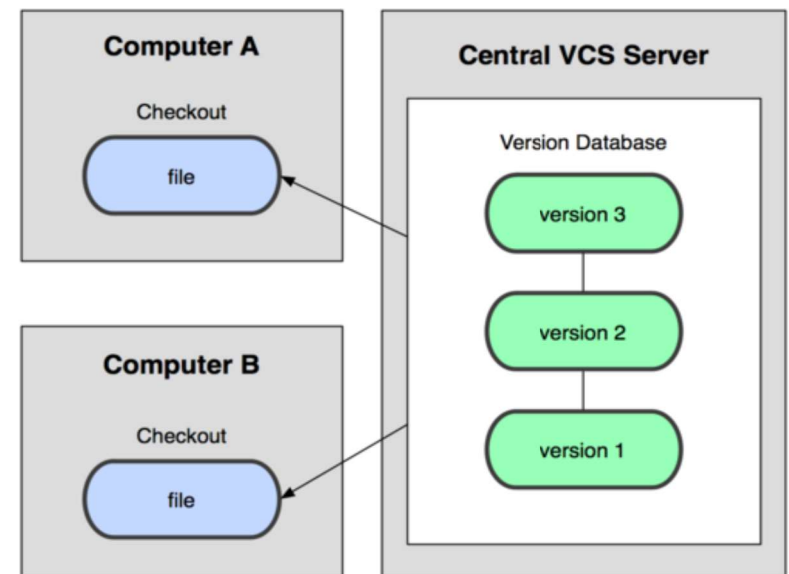 Computer A
Checkout
file
Computer B
Checkout
file
Central VCS Server
Version Database
version 3
version 2
version 1